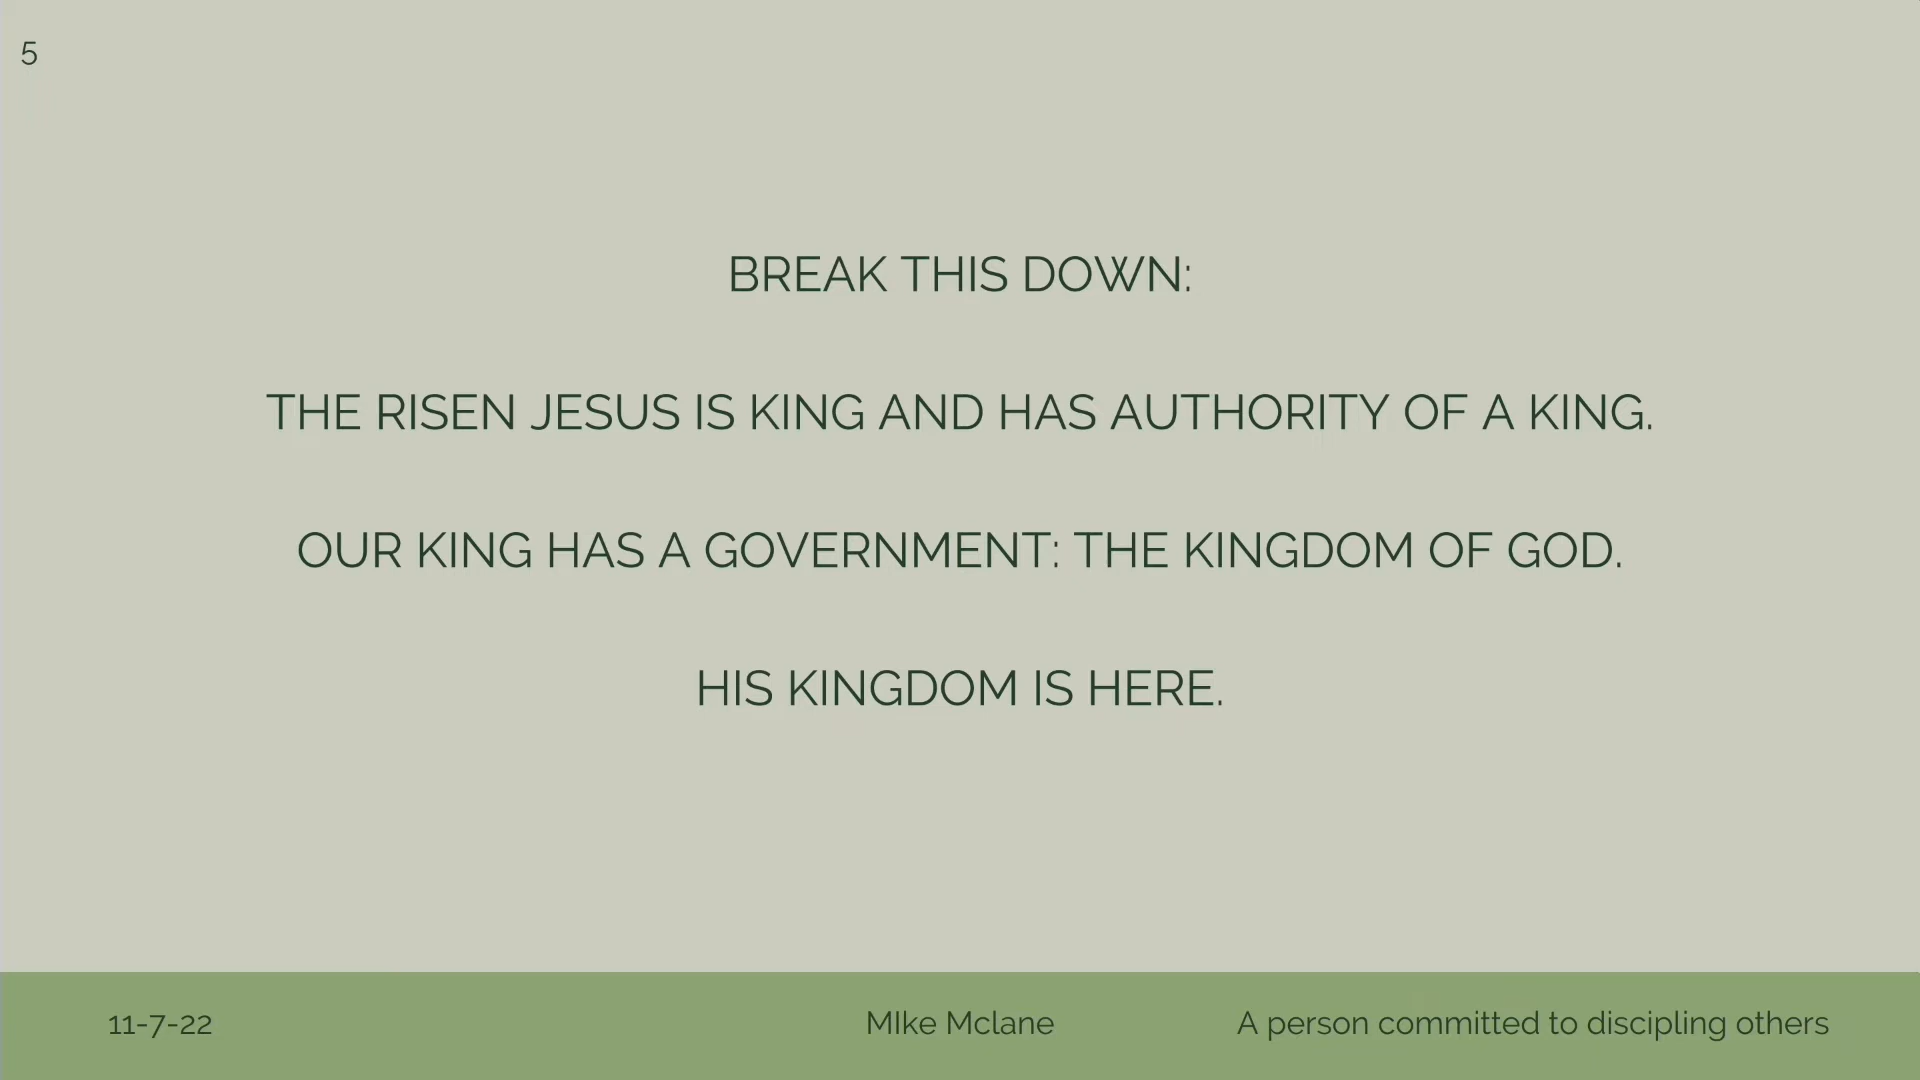 5
BREAK THIS DOWN:
THE RISEN JESUS IS KING AND HAS AUTHORITY OF A KING.
OUR KING HAS A GOVERNMENT: THE KINGDOM OF GOD.
HIS KINGDOM IS HERE.
11-7-22 MIke Mclane A person committed to discipling others